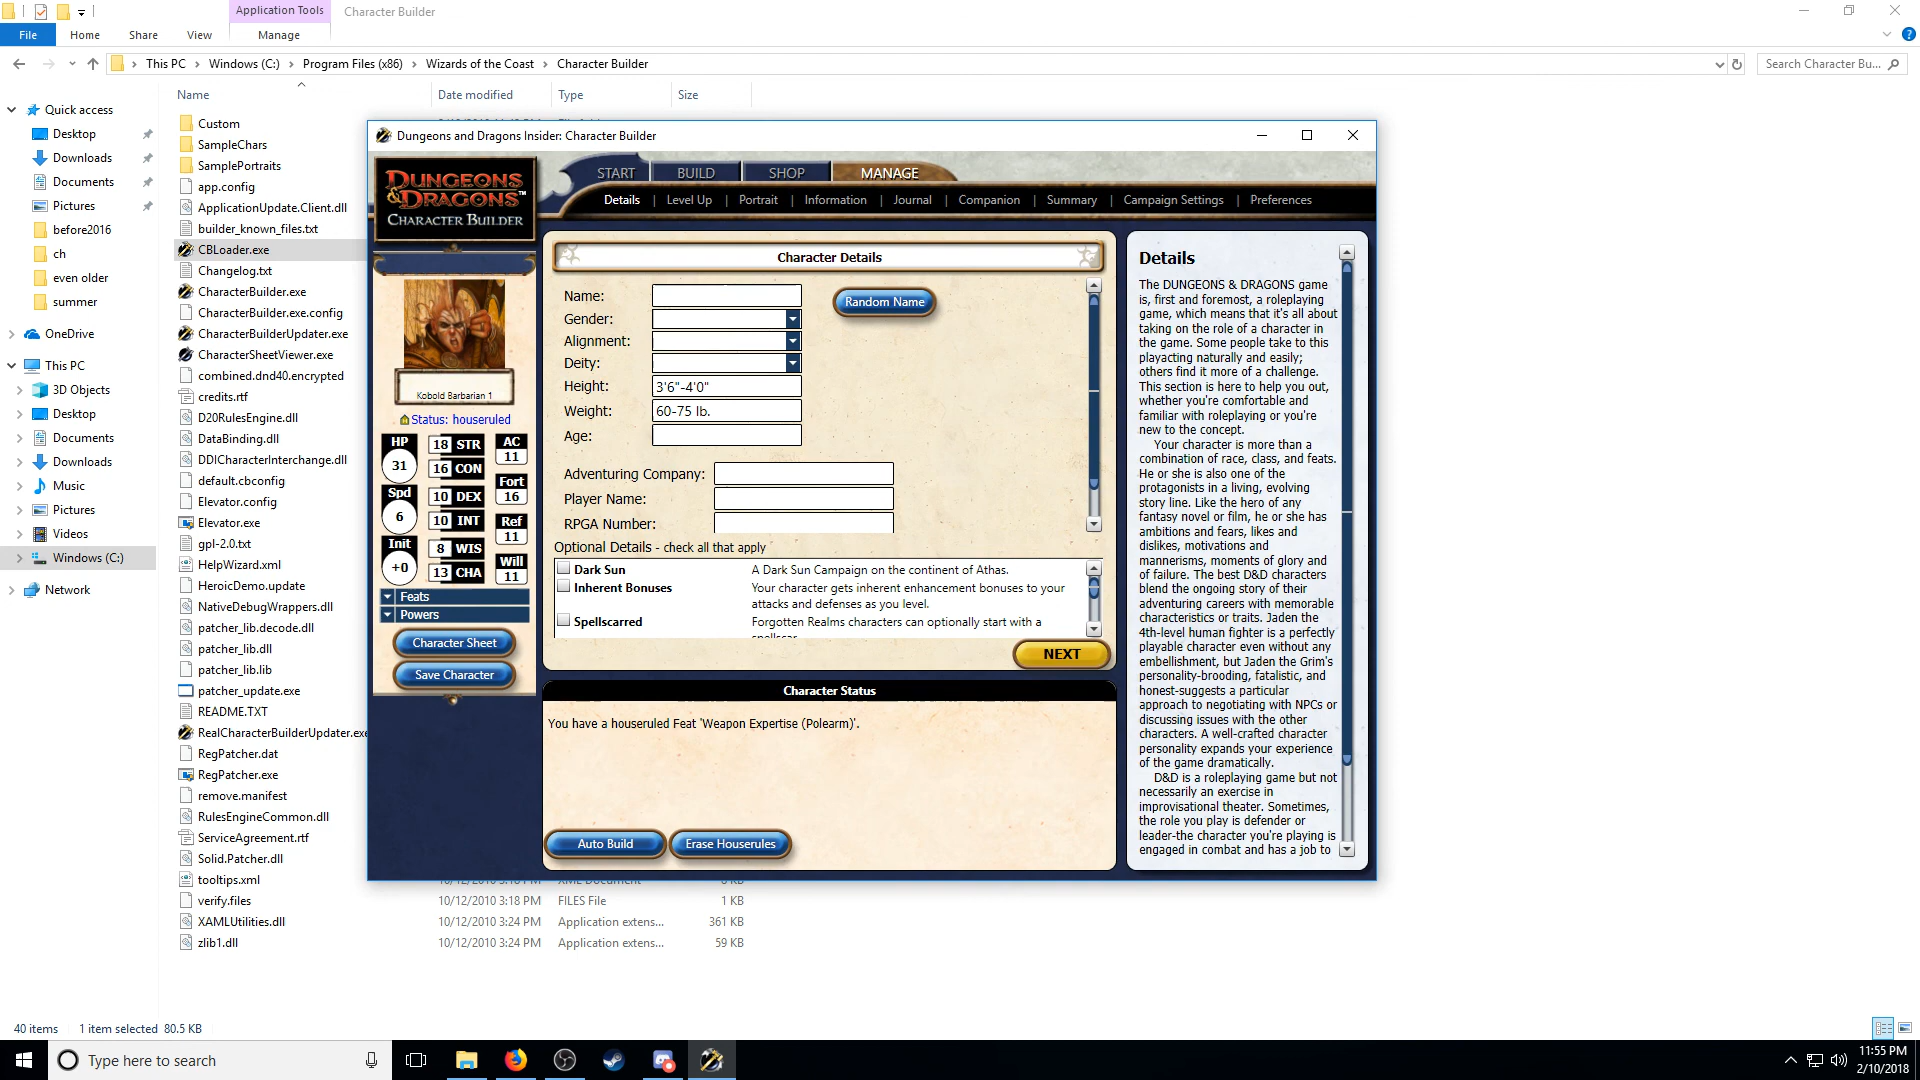 Application Tools
Character Builder
File
Home
Share
View
Manage
This PC
Windows (C:)
Program Files (x86)
Wizards of the Coast
Character Builder
Search Character Bu...
Name
Date modified
Type
Size
Quick access
Desktop
Downloads
Documents
Pictures
before2016
ch
even older
summer
OneDrive
This PC
3D Objects
Desktop
Documents
Downloads
Music
Pictures
Videos
Windows (C:)
Network
Custom
SampleChars
SamplePortraits
app.config
ApplicationUpdate.Client.dll
builder_known_files.txt
CBLoader.exe
Changelog.txt
CharacterBuilder.exe
CharacterBuilder.exe.config
CharacterBuilderUpdater.exe
CharacterSheetViewer.exe
combined.dnd40.encrypted
credits.rtf
D20RulesEngine.dll
DataBinding.dll
DDICharacterInterchange.dll
default.cbconfig
Elevator.config
Elevator.exe
gpl-2.0.txt
HelpWizard.xml
HeroicDemo.update
NativeDebugWrappers.dll
patcher_lib.decode.dll
patcher_lib.dll
patcher_lib.lib
patcher_update.exe
README.TXT
RealCharacterBuilderUpdater.exe
RegPatcher.dat
RegPatcher.exe
remove.manifest
RulesEngineCommon.dll
ServiceAgreement.rtf
Solid.Patcher.dll
tooltips.xml
verify.files 10/12/2010 3:18 PM FILES File 1 KB
XAMLUtilities.dll 10/12/2010 3:24 PM Application extens... 361 KB
zlib1.dll 10/12/2010 3:24 PM Application extens... 59 KB
Dungeons and Dragons Insider: Character Builder
DUNGEONS
& DRAGONS™
CHARACTER BUILDER
START
BUILD
SHOP
MANAGE
Details | Level Up | Portrait | Information | Journal | Companion | Summary | Campaign Settings | Preferences
Kobold Barbarian 1
Status: houseruled
HP
31
Spd
6
Init
+0
18 STR
16 CON
10 DEX
10 INT
8 WIS
13 CHA
AC
11
Fort
16
Ref
11
Will
11
Feats
Powers
Character Sheet
Save Character
Character Details
Name:
Random Name
Gender:
Alignment:
Deity:
Height: 3'6"-4'0"
Weight: 60-75 lb.
Age:
Adventuring Company:
Player Name:
RPGA Number:
Optional Details - check all that apply
Dark Sun A Dark Sun Campaign on the continent of Athas.
Inherent Bonuses Your character gets inherent enhancement bonuses to your
attacks and defenses as you level.
Spellscarred Forgotten Realms characters can optionally start with a
spellscar
NEXT
Character Status
You have a houseruled Feat 'Weapon Expertise (Polearm)'.
Auto Build
Erase Houserules
Details
The DUNGEONS & DRAGONS game
is, first and foremost, a roleplaying
game, which means that it's all about
taking on the role of a character in
the game. Some people take to this
playacting naturally and easily;
others find it more of a challenge.
This section is here to help you out,
whether you're comfortable and
familiar with roleplaying or you're
new to the concept.
Your character is more than a
combination of race, class, and feats.
He or she is also one of the
protagonists in a living, evolving
story line. Like the hero of any
fantasy novel or film, he or she has
ambitions and fears, likes and
dislikes, motivations and
mannerisms, moments of glory and
of failure. The best D&D characters
blend the ongoing story of their
adventuring careers with memorable
characteristics or traits. Jaden the
4th-level human fighter is a perfectly
playable character even without any
embellishment, but Jaden the Grim's
personality-brooding, fatalistic, and
honest-suggests a particular
approach to negotiating with NPCs or
discussing issues with the other
characters. A well-crafted character
personality expands your experience
of the game dramatically.
D&D is a roleplaying game but not
necessarily an exercise in
improvisational theater. Sometimes,
the role you play is defender or
leader-the character you're playing is
engaged in combat and has a job to
40 items
1 item selected 80.5 KB
Type here to search
11:55 PM
2/10/2018